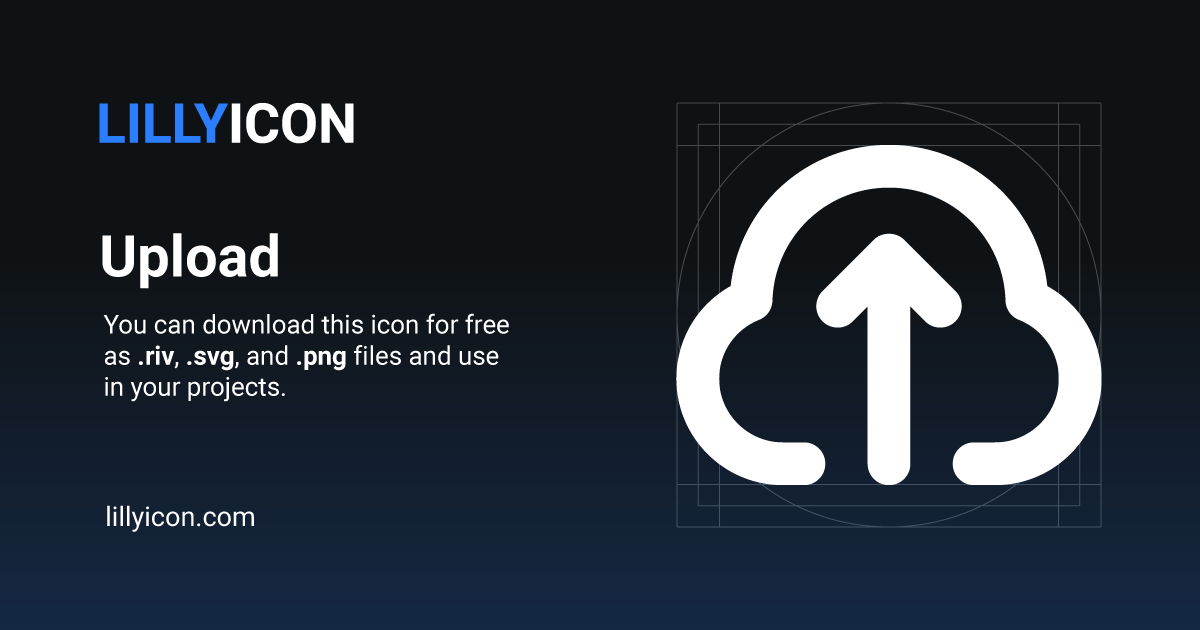 LILLYICON
Upload
You can download this icon for free
as .riv, .svg, and .png files and use
in your projects.
lillyicon.com